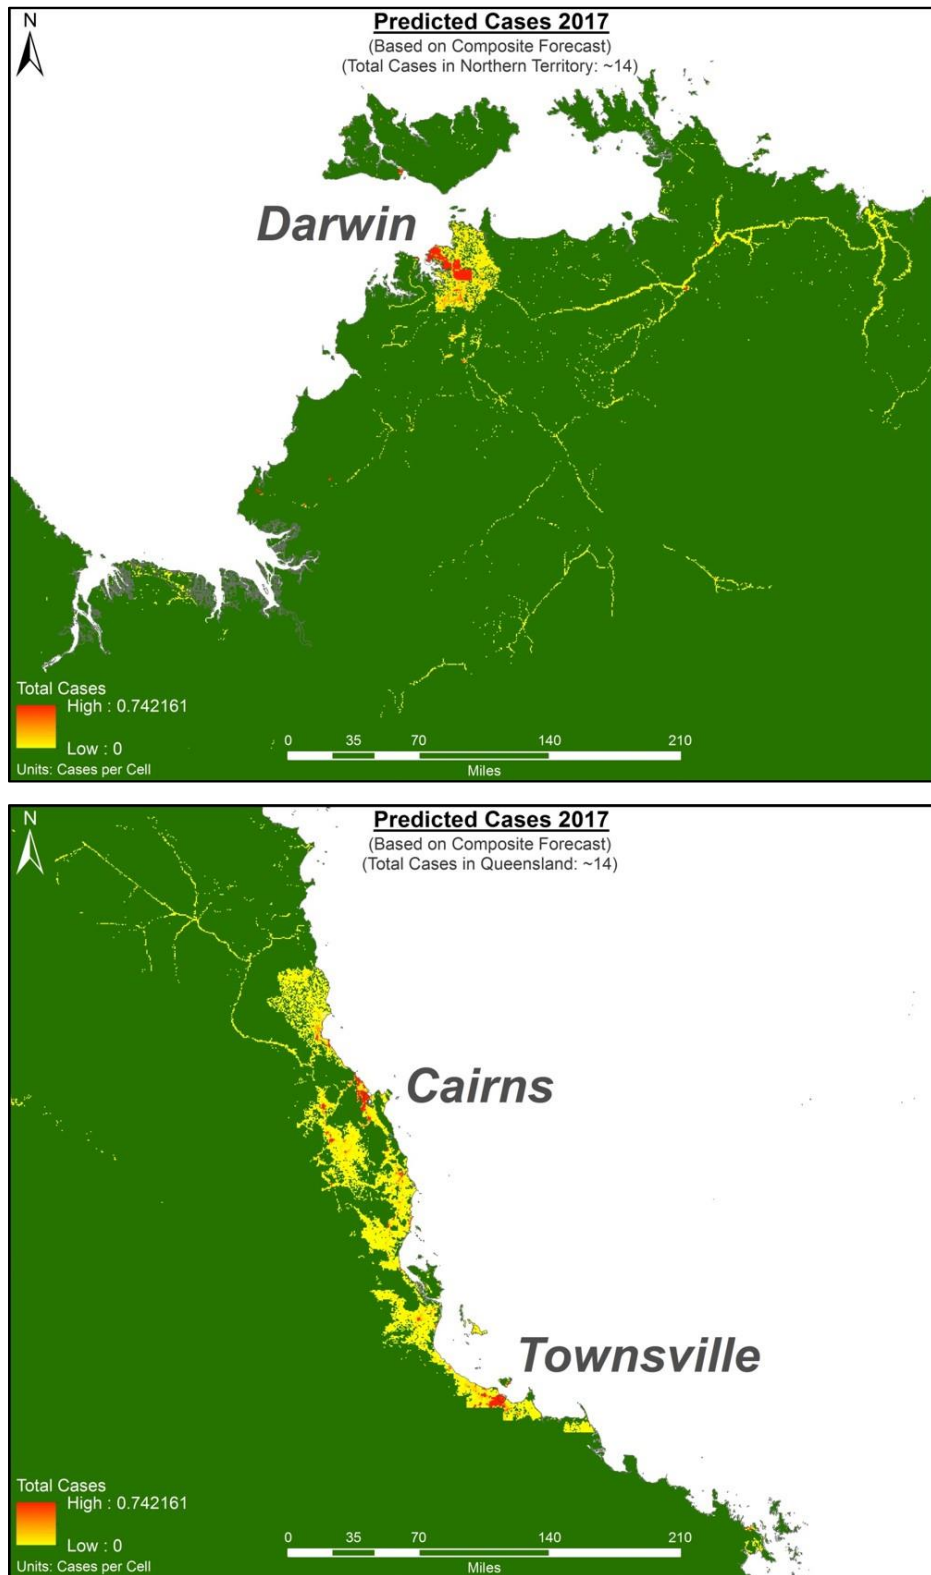 N
Predicted Cases 2017
(Based on Composite Forecast)
(Total Cases in Northern Territory: ~14)
Darwin
Total Cases
High : 0.742161
Low : 0
Units: Cases per Cell
0 35 70 140 210
Miles
N
Predicted Cases 2017
(Based on Composite Forecast)
(Total Cases in Queensland: ~14)
Cairns
Townsville
Total Cases
High : 0.742161
Low : 0
Units: Cases per Cell
0 35 70 140 210
Miles